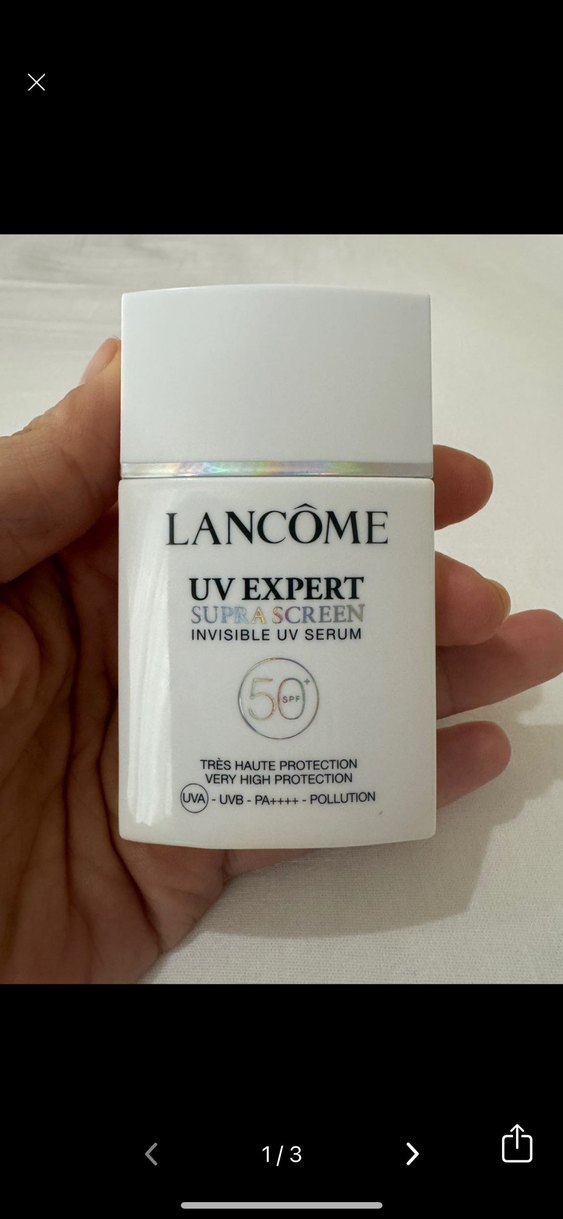 LANCÔME
UV EXPERT
SUPRA SCREEN
INVISIBLE UV SERUM
50+
SPF
TRÈS HAUTE PROTECTION
VERY HIGH PROTECTION
UVA - UVB - PA++++ - POLLUTION
1/3